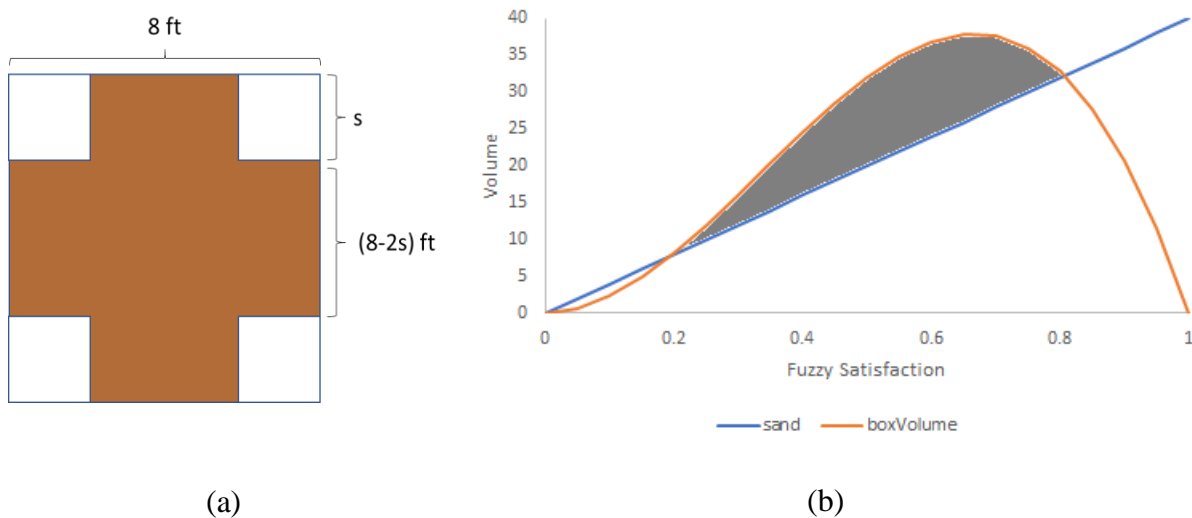 8 ft
s
(8-2s) ft
(a)
40
35
30
25
20
15
10
5
0
Volume
0 0.2 0.4 0.6 0.8 1
Fuzzy Satisfaction
sand boxVolume
(b)